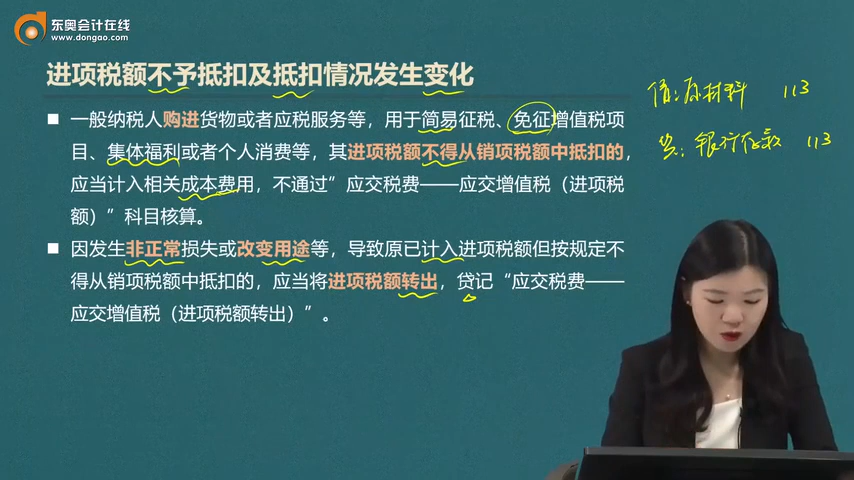 东奥会计在线
www.dongao.com
进项税额不予抵扣及抵扣情况发生变化
借:原材料 113
贷:银行存款 113
■ 一般纳税人购进货物或者应税服务等，用于简易征税、免征增值税项
目、集体福利或者个人消费等，其进项税额不得从销项税额中抵扣的，
应当计入相关成本费用，不通过”应交税费——应交增值税（进项税
额）”科目核算。
■ 因发生非正常损失或改变用途等，导致原已计入进项税额但按规定不
得从销项税额中抵扣的，应当将进项税额转出，贷记“应交税费——
应交增值税（进项税额转出）”。